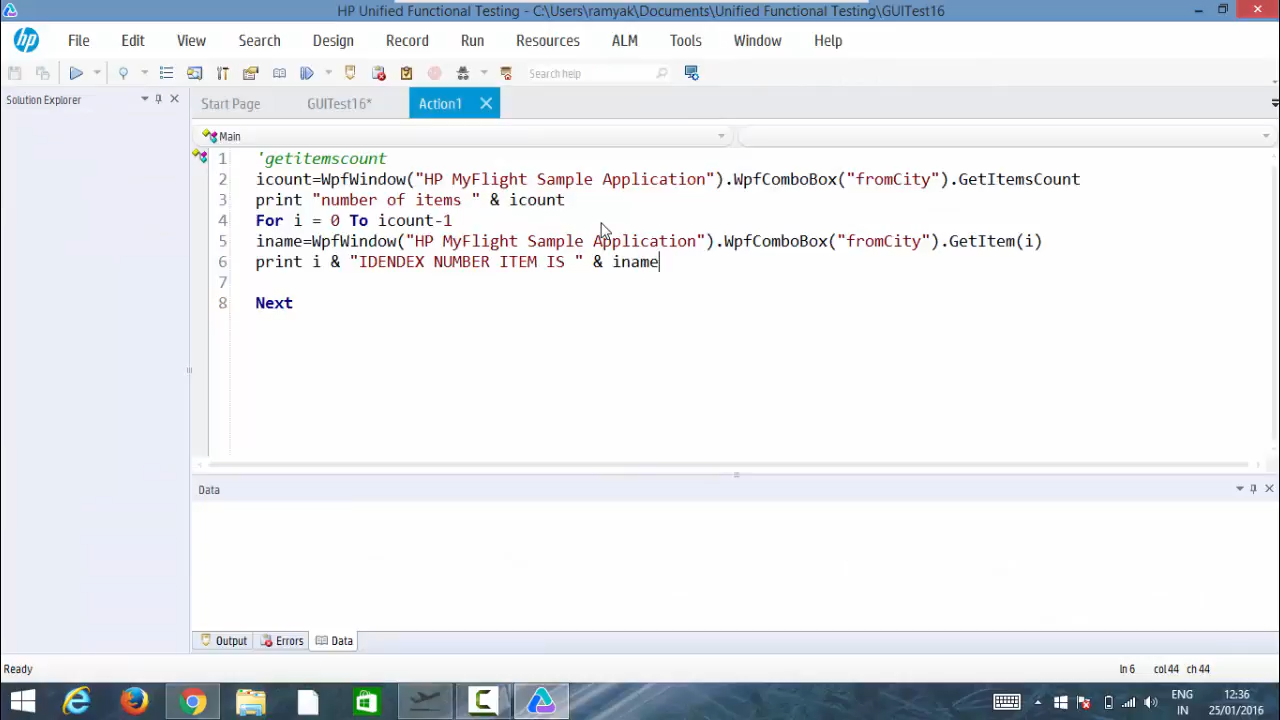 HP Unified Functional Testing - C:\Users\ramyak\Documents\Unified Functional Testing\GUITest16
hp File Edit View Search Design Record Run Resources ALM Tools Window Help
Search help
Solution Explorer
Start Page GUITest16* Action1
Main
1 'getitemscount
2 icount=WpfWindow("HP MyFlight Sample Application").WpfComboBox("fromCity").GetItemsCount
3 print "number of items " & icount
4 For i = 0 To icount-1
5 iname=WpfWindow("HP MyFlight Sample Application").WpfComboBox("fromCity").GetItem(i)
6 print i & "IDENDEX NUMBER ITEM IS " & iname
7
8 Next
Data
Output Errors Data
Ready ln 6 col 44 ch 44
ENG 12:36
IN 25/01/2016